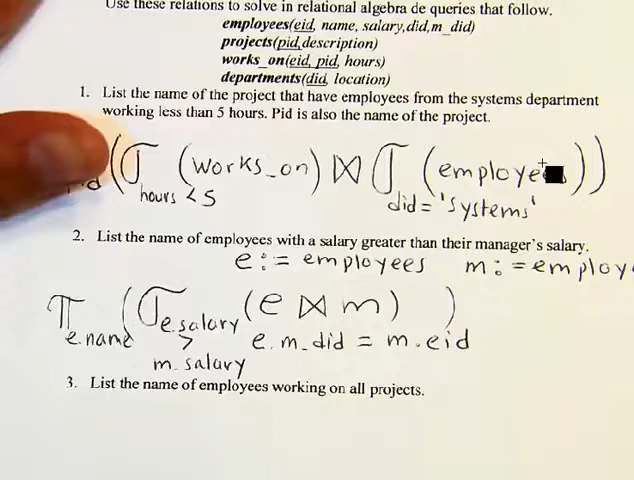 Use these relations to solve in relational algebra de queries that follow.
employees(eid, name, salary,did,m_did)
projects(pid,description)
works_on(eid, pid, hours)
departments(did, location)
1. List the name of the project that have employees from the systems department
working less than 5 hours. Pid is also the name of the project.
(σ (works_on) ⋈ σ (employees))
hours < 5 did = 'systems'
2. List the name of employees with a salary greater than their manager's salary.
e := employees m := employ
π (σ (e ⋈ m) )
e.name e.salary > m.salary e.m_did = m.eid
3. List the name of employees working on all projects.